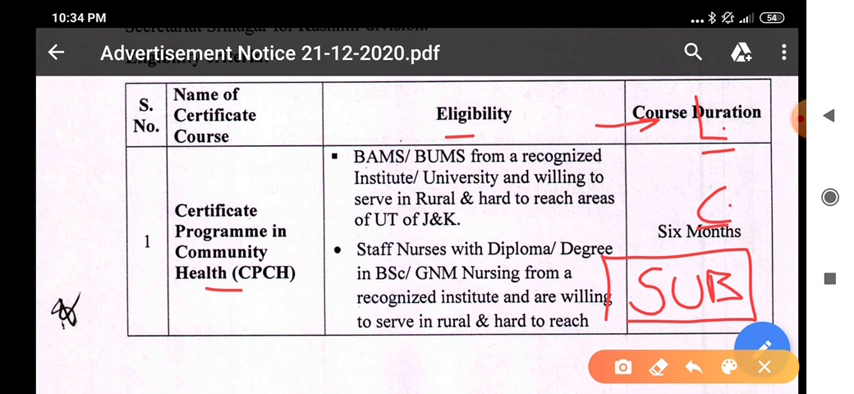 10:34 PM
54
Advertisement Notice 21-12-2020.pdf
S. No.
Name of Certificate Course
Eligibility
Course Duration
1
Certificate
Programme in
Community
Health (CPCH)
▪ BAMS/ BUMS from a recognized
Institute/ University and willing to
serve in Rural & hard to reach areas
of UT of J&K.
• Staff Nurses with Diploma/ Degree
in BSc/ GNM Nursing from a
recognized institute and are willing
to serve in rural & hard to reach
Six Months
L
C
SUB